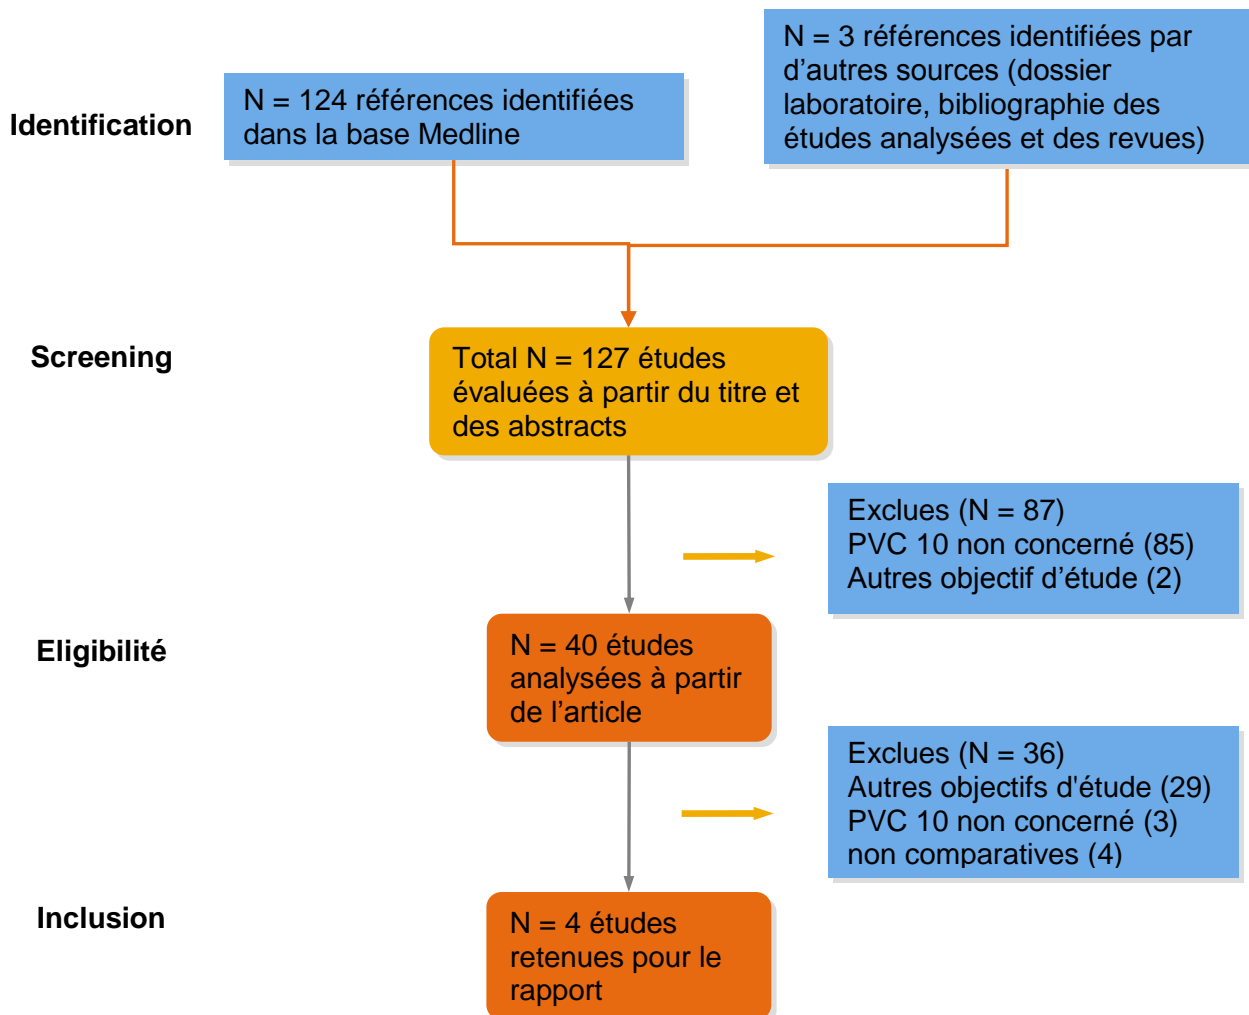 Identification
N = 124 références identifiées
dans la base Medline
N = 3 références identifiées par
d'autres sources (dossier
laboratoire, bibliographie des
études analysées et des revues)
Screening
Total N = 127 études
évaluées à partir du titre et
des abstracts
Exclues (N = 87)
PVC 10 non concerné (85)
Autres objectif d'étude (2)
Eligibilité
N = 40 études
analysées à partir
de l'article
Exclues (N = 36)
Autres objectifs d'étude (29)
PVC 10 non concerné (3)
non comparatives (4)
Inclusion
N = 4 études
retenues pour le
rapport